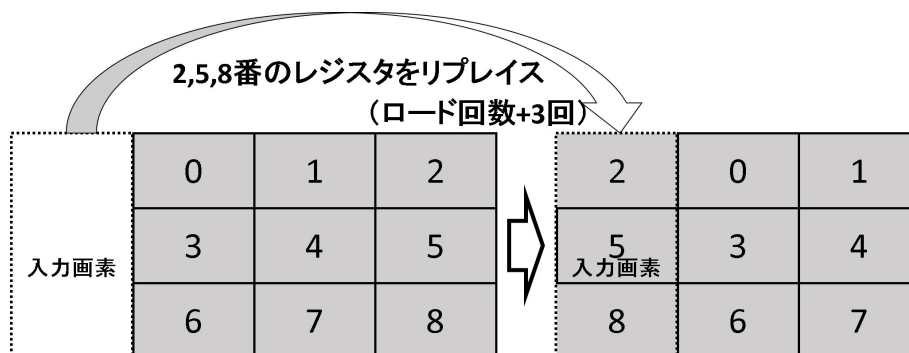 2,5,8番のレジスタをリプレイス
(ロード回数+3回)
0 1 2 2 0 1
3 4 5 5 3 4
入力画素 入力画素
6 7 8 8 6 7